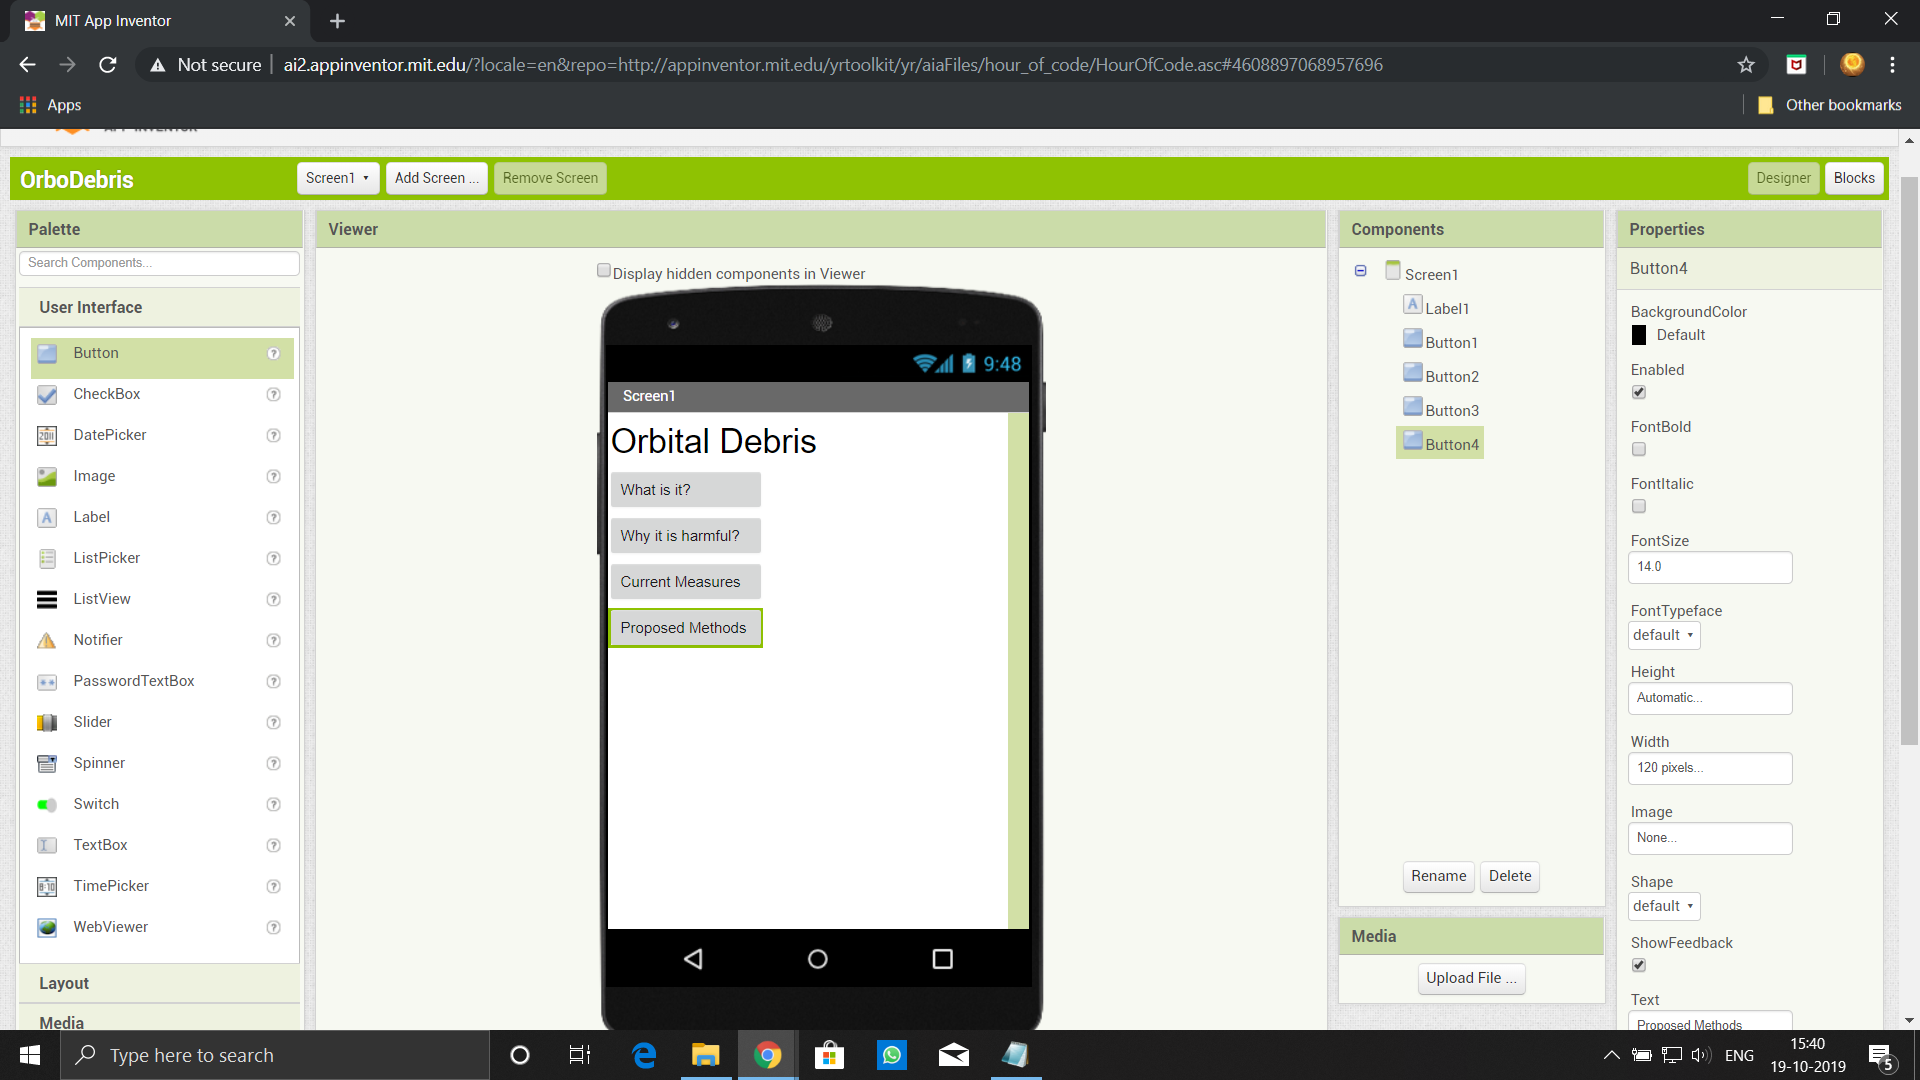 MIT App Inventor
Not secure
ai2.appinventor.mit.edu/?locale=en&repo=http://appinventor.mit.edu/yrtoolkit/yr/aiaFiles/hour_of_code/HourOfCode.asc#4608897068957696
Apps
Other bookmarks
APP INVENTOR
OrboDebris
Screen1
Add Screen ...
Remove Screen
Designer
Blocks
Palette
Search Components...
User Interface
Button
CheckBox
DatePicker
Image
Label
ListPicker
ListView
Notifier
PasswordTextBox
Slider
Spinner
Switch
TextBox
TimePicker
WebViewer
Layout
Media
Viewer
Display hidden components in Viewer
9:48
Screen1
Orbital Debris
What is it?
Why it is harmful?
Current Measures
Proposed Methods
Components
Screen1
Label1
Button1
Button2
Button3
Button4
Rename
Delete
Media
Upload File ...
Properties
Button4
BackgroundColor
Default
Enabled
FontBold
FontItalic
FontSize
14.0
FontTypeface
default
Height
Automatic...
Width
120 pixels...
Image
None...
Shape
default
ShowFeedback
Text
Proposed Methods
Type here to search
ENG
15:40
19-10-2019
5